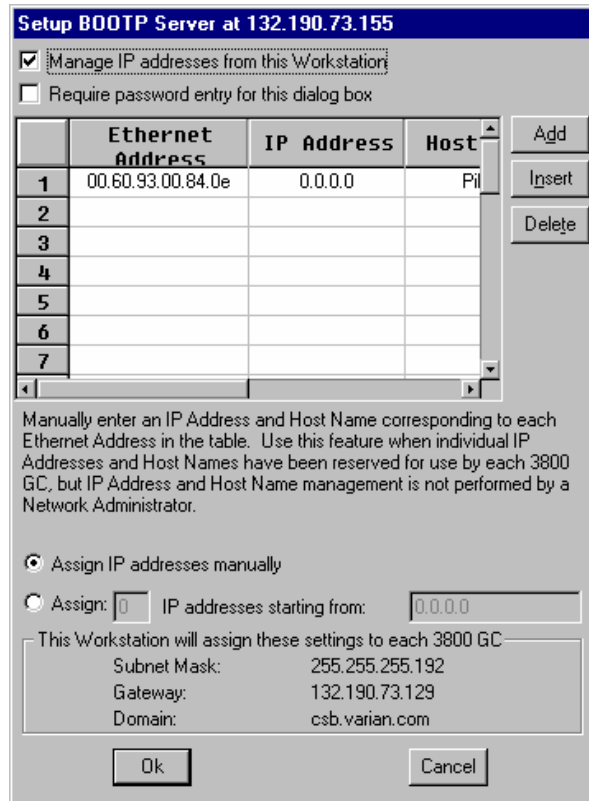 Setup BOOTP Server at 132.190.73.155
Manage IP addresses from this Workstation
Require password entry for this dialog box
Ethernet Address IP Address Host
1 00.60.93.00.84.0e 0.0.0.0
2
3
4
5
6
7
Add
Insert
Delete
Manually enter an IP Address and Host Name corresponding to each
Ethernet Address in the table. Use this feature when individual IP
Addresses and Host Names have been reserved for use by each 3800
GC, but IP Address and Host Name management is not performed by a
Network Administrator.
Assign IP addresses manually
Assign: 0 IP addresses starting from: 0.0.0.0
This Workstation will assign these settings to each 3800 GC
Subnet Mask: 255.255.255.192
Gateway: 132.190.73.129
Domain: csb.varian.com
Ok Cancel